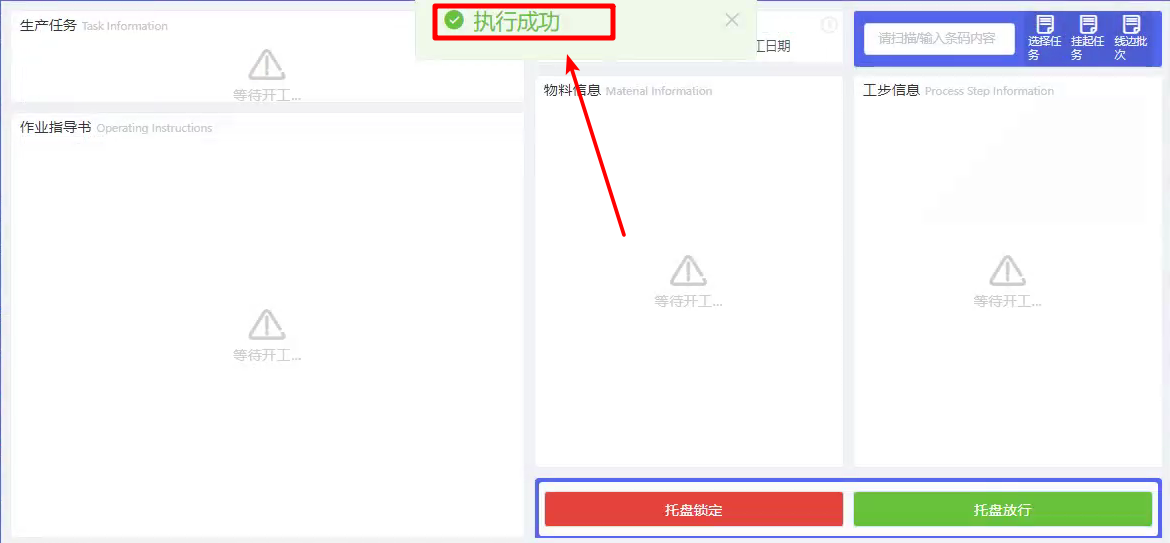 生产任务 Task Information
等待开工...
作业指导书 Operating Instructions
等待开工...
执行成功
工日期
物料信息 Material Information
等待开工...
请扫描/输入条码内容
选择任务
挂起任务
线边批次
工步信息 Process Step Information
等待开工...
托盘锁定
托盘放行